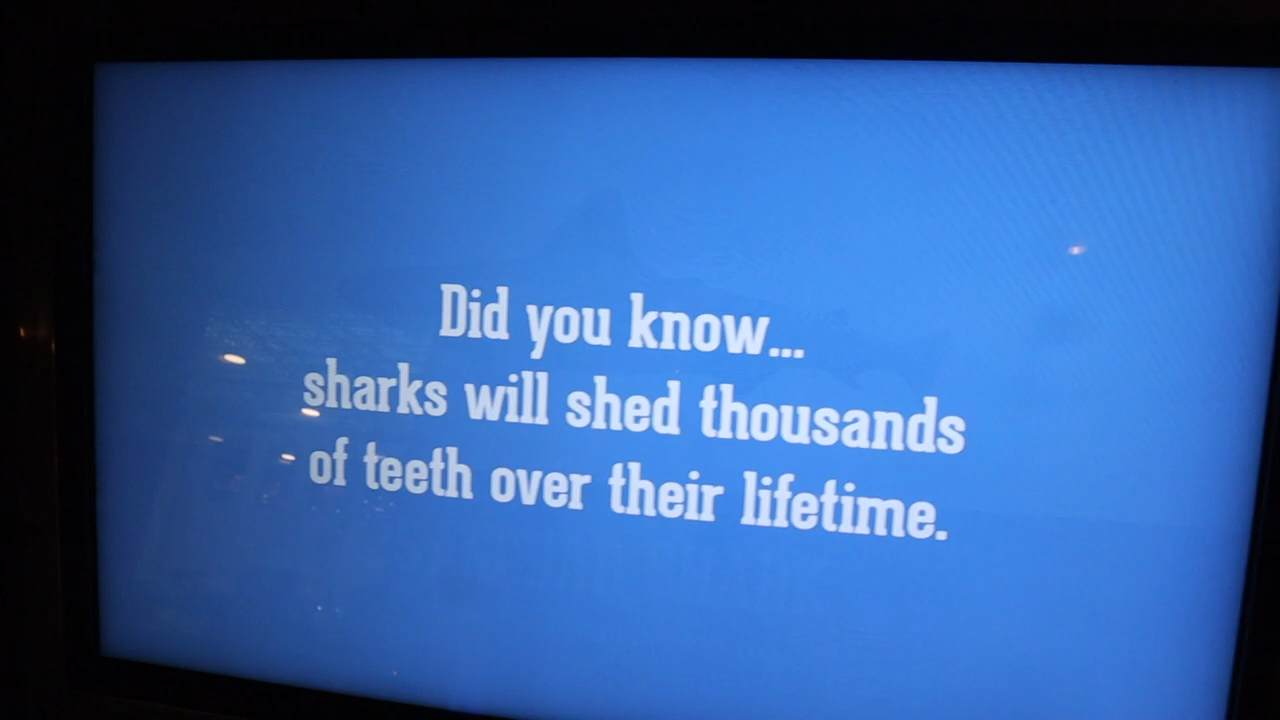 Did you know...
sharks will shed thousands
of teeth over their lifetime.